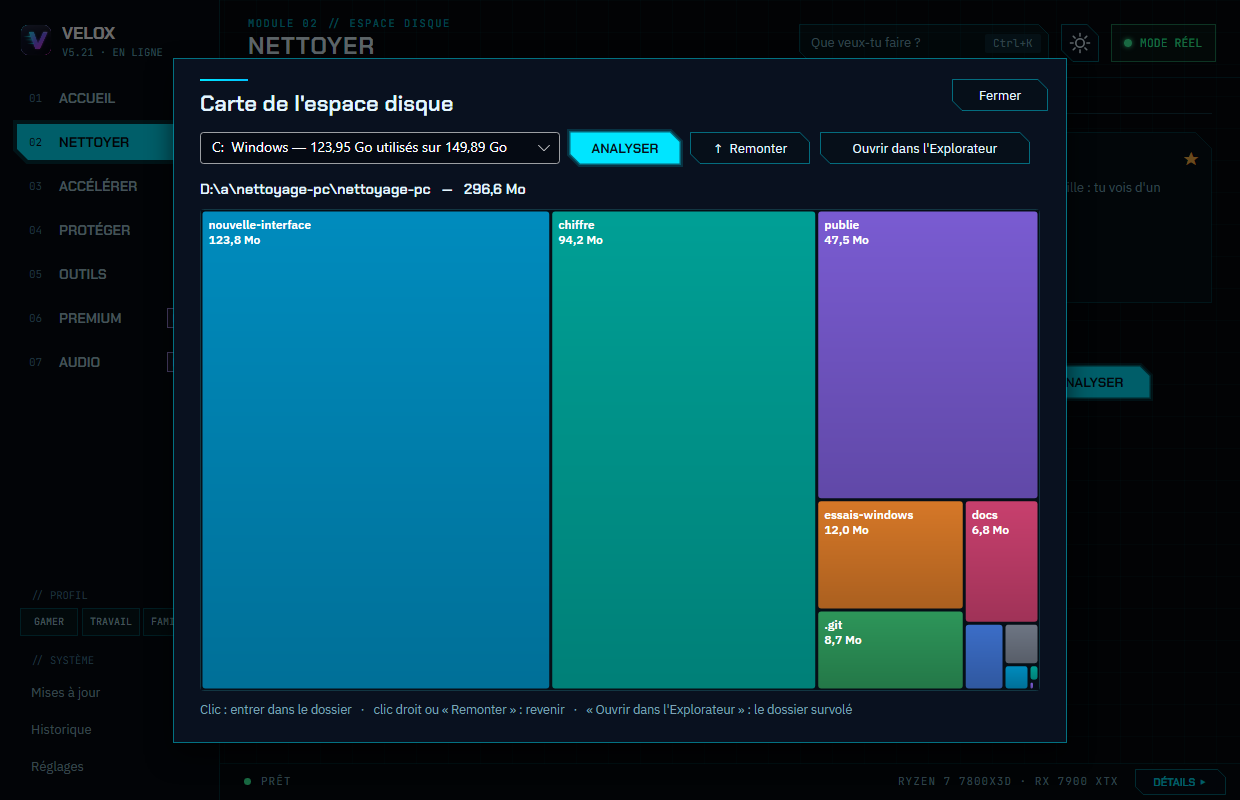 VELOX
V5.21 · EN LIGNE
MODULE 02 // ESPACE DISQUE
NETTOYER
Que veux-tu faire ?
Ctrl+K
MODE RÉEL
01 ACCUEIL
02 NETTOYER
03 ACCÉLÉRER
04 PROTÉGER
05 OUTILS
06 PREMIUM
07 AUDIO
// PROFIL
GAMER
TRAVAIL
// SYSTÈME
Mises à jour
Historique
Réglages
Carte de l'espace disque
Fermer
C: Windows — 123,95 Go utilisés sur 149,89 Go
ANALYSER
↑ Remonter
Ouvrir dans l'Explorateur
D:\a\nettoyage-pc\nettoyage-pc — 296,6 Mo
nouvelle-interface
123,8 Mo
chiffre
94,2 Mo
publie
47,5 Mo
essais-windows
12,0 Mo
docs
6,8 Mo
.git
8,7 Mo
Clic : entrer dans le dossier · clic droit ou « Remonter » : revenir · « Ouvrir dans l'Explorateur » : le dossier survolé
: tu vois d'un
PRÊT
RYZEN 7 7800X3D · RX 7900 XTX
DÉTAILS ▸